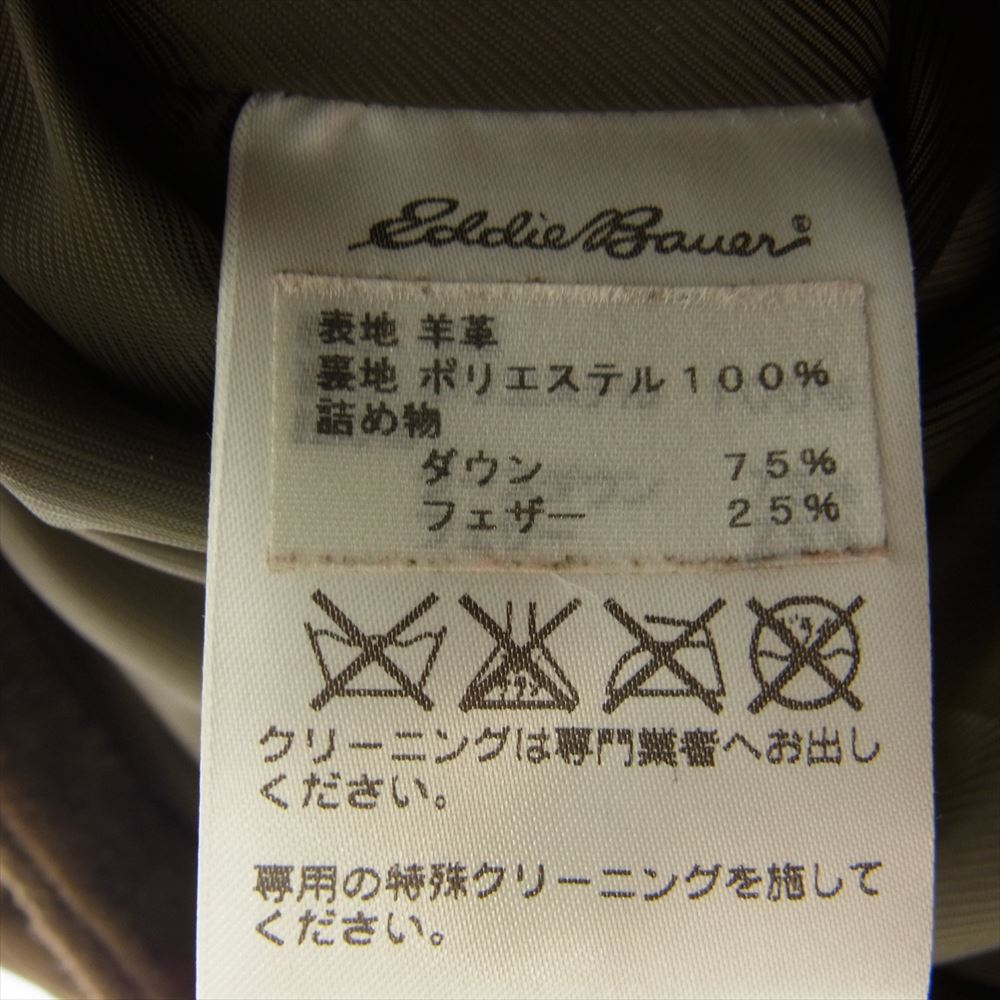 Eddie Bauer®
表地 羊革
裏地 ポリエステル100%
詰め物
ダウン 75%
フェザー 25%
クリーニングは専門業者へお出し
ください。
専用の特殊クリーニングを施して
ください。